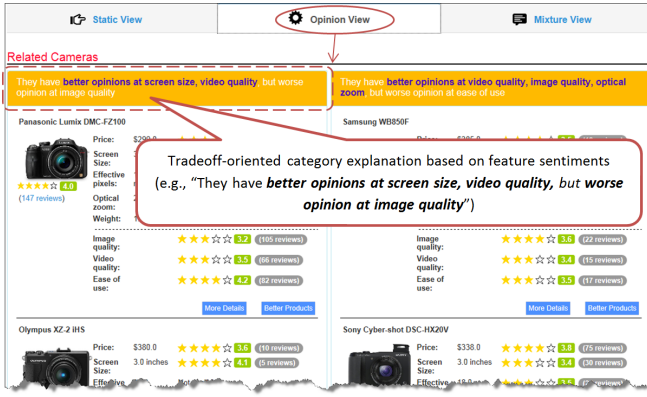 Static View
Opinion View
Mixture View
Related Cameras
They have better opinions at screen size, video quality, but worse
opinion at image quality
They have better opinions at video quality, image quality, optical
zoom, but worse opinion at ease of use
Panasonic Lumix DMC-FZ100
Samsung WB850F
Price:
Screen
Size:
Effective
pixels:
Optical
zoom:
Weight:
4.0
(147 reviews)
Tradeoff-oriented category explanation based on feature sentiments
(e.g., “They have better opinions at screen size, video quality, but worse
opinion at image quality”)
Image
quality:
3.2 (105 reviews)
Video
quality:
3.5 (66 reviews)
Ease of
use:
4.2 (82 reviews)
More Details Better Products
Image
quality:
3.6 (22 reviews)
Video
quality:
3.4 (15 reviews)
Ease of
use:
3.5 (17 reviews)
More Details Better Products
Olympus XZ-2 iHS
Price: $380.0 3.6 (10 reviews)
Screen
Size: 3.0 inches 4.1 (5 reviews)
Effective
Sony Cyber-shot DSC-HX20V
Price: $338.0 3.8 (75 reviews)
Screen
Size: 3.0 inches 3.4 (30 reviews)
Effective